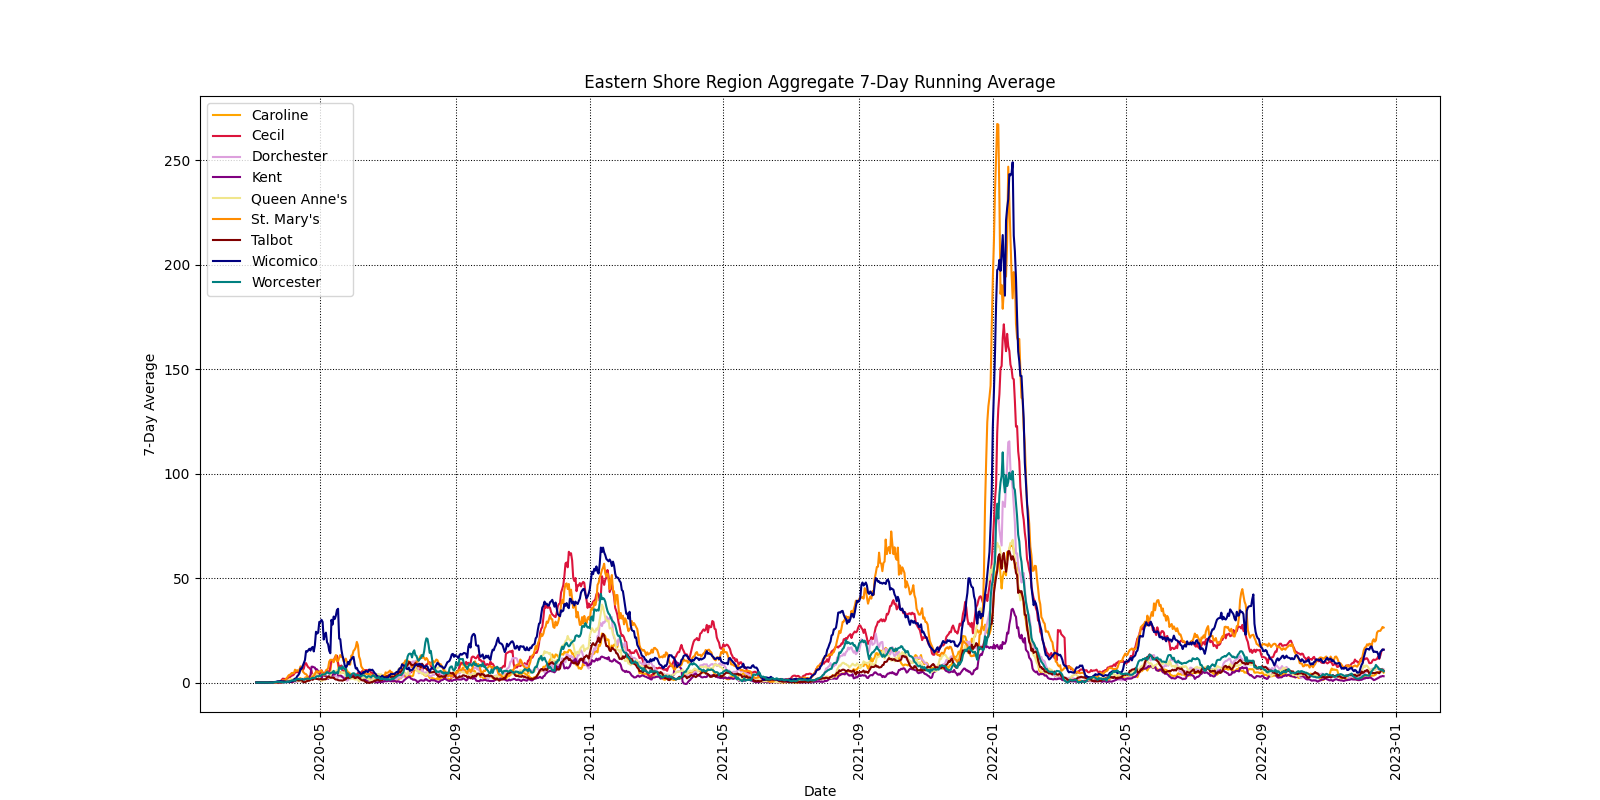 Eastern Shore Region Aggregate 7-Day Running Average
Caroline
Cecil
Dorchester
Kent
Queen Anne's
St. Mary's
Talbot
Wicomico
Worcester
7-Day Average
250
200
150
100
50
0
2020-05
2020-09
2021-01
2021-05
2021-09
2022-01
2022-05
2022-09
2023-01
Date